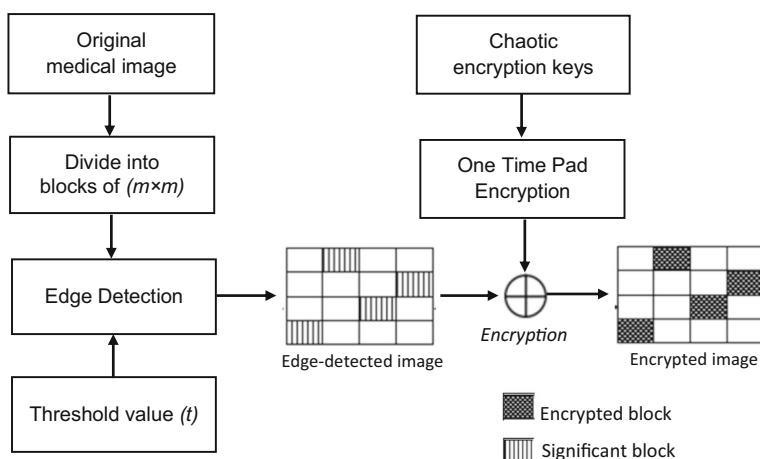 Original
medical image
Chaotic
encryption keys
Divide into
blocks of (m×m)
One Time Pad
Encryption
Edge Detection
Encryption
Edge-detected image
Encrypted image
Threshold value (t)
Encrypted block
Significant block